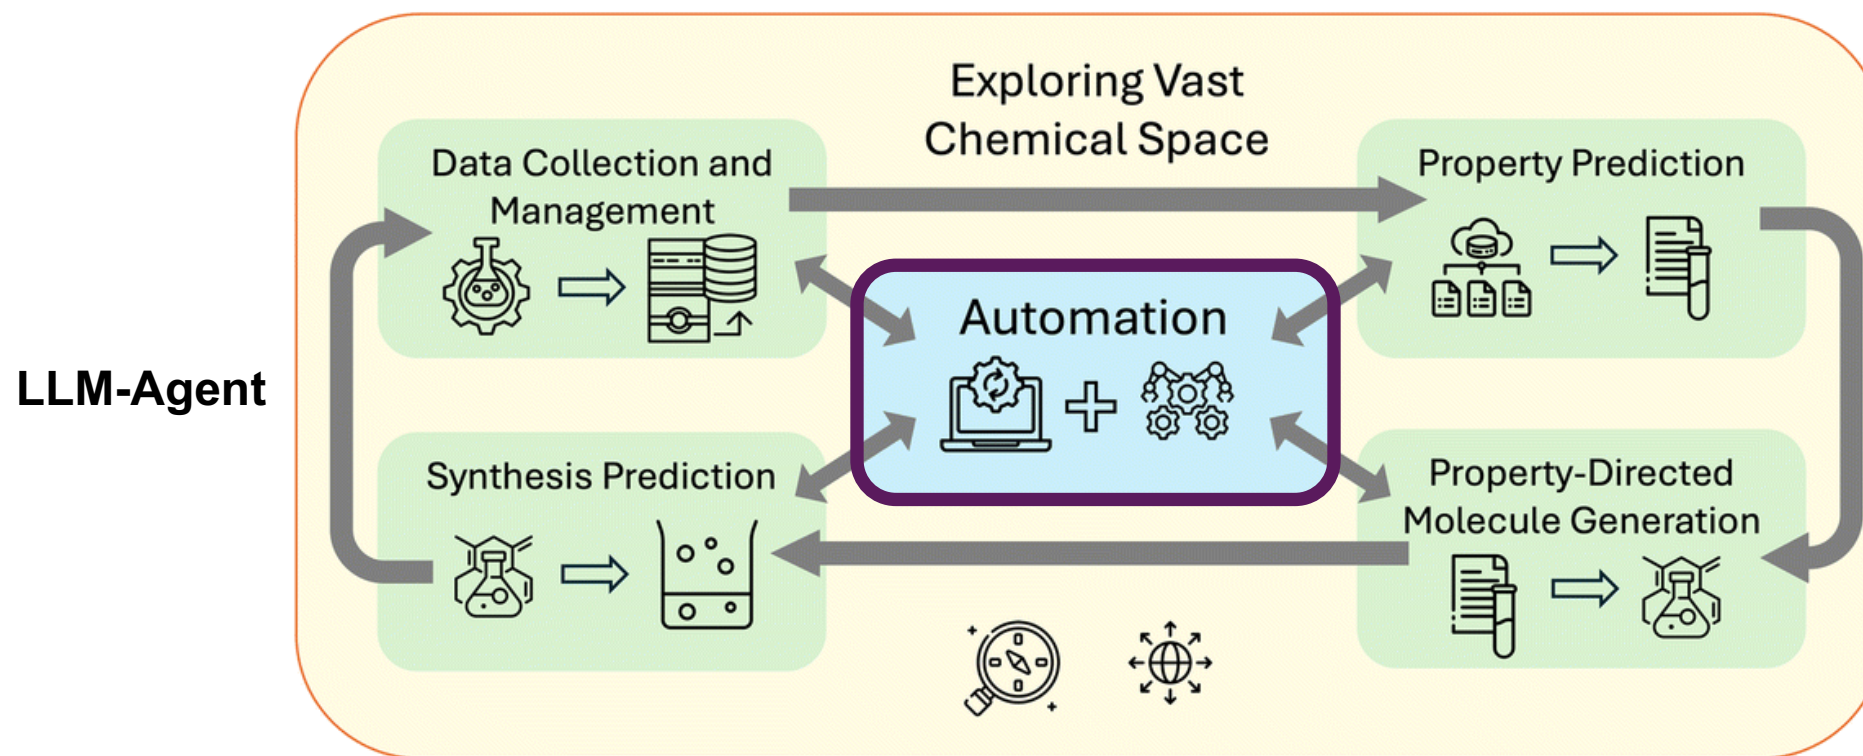 Exploring Vast
Chemical Space
Data Collection and
Management
Property Prediction
Automation
LLM-Agent
Synthesis Prediction
Property-Directed
Molecule Generation